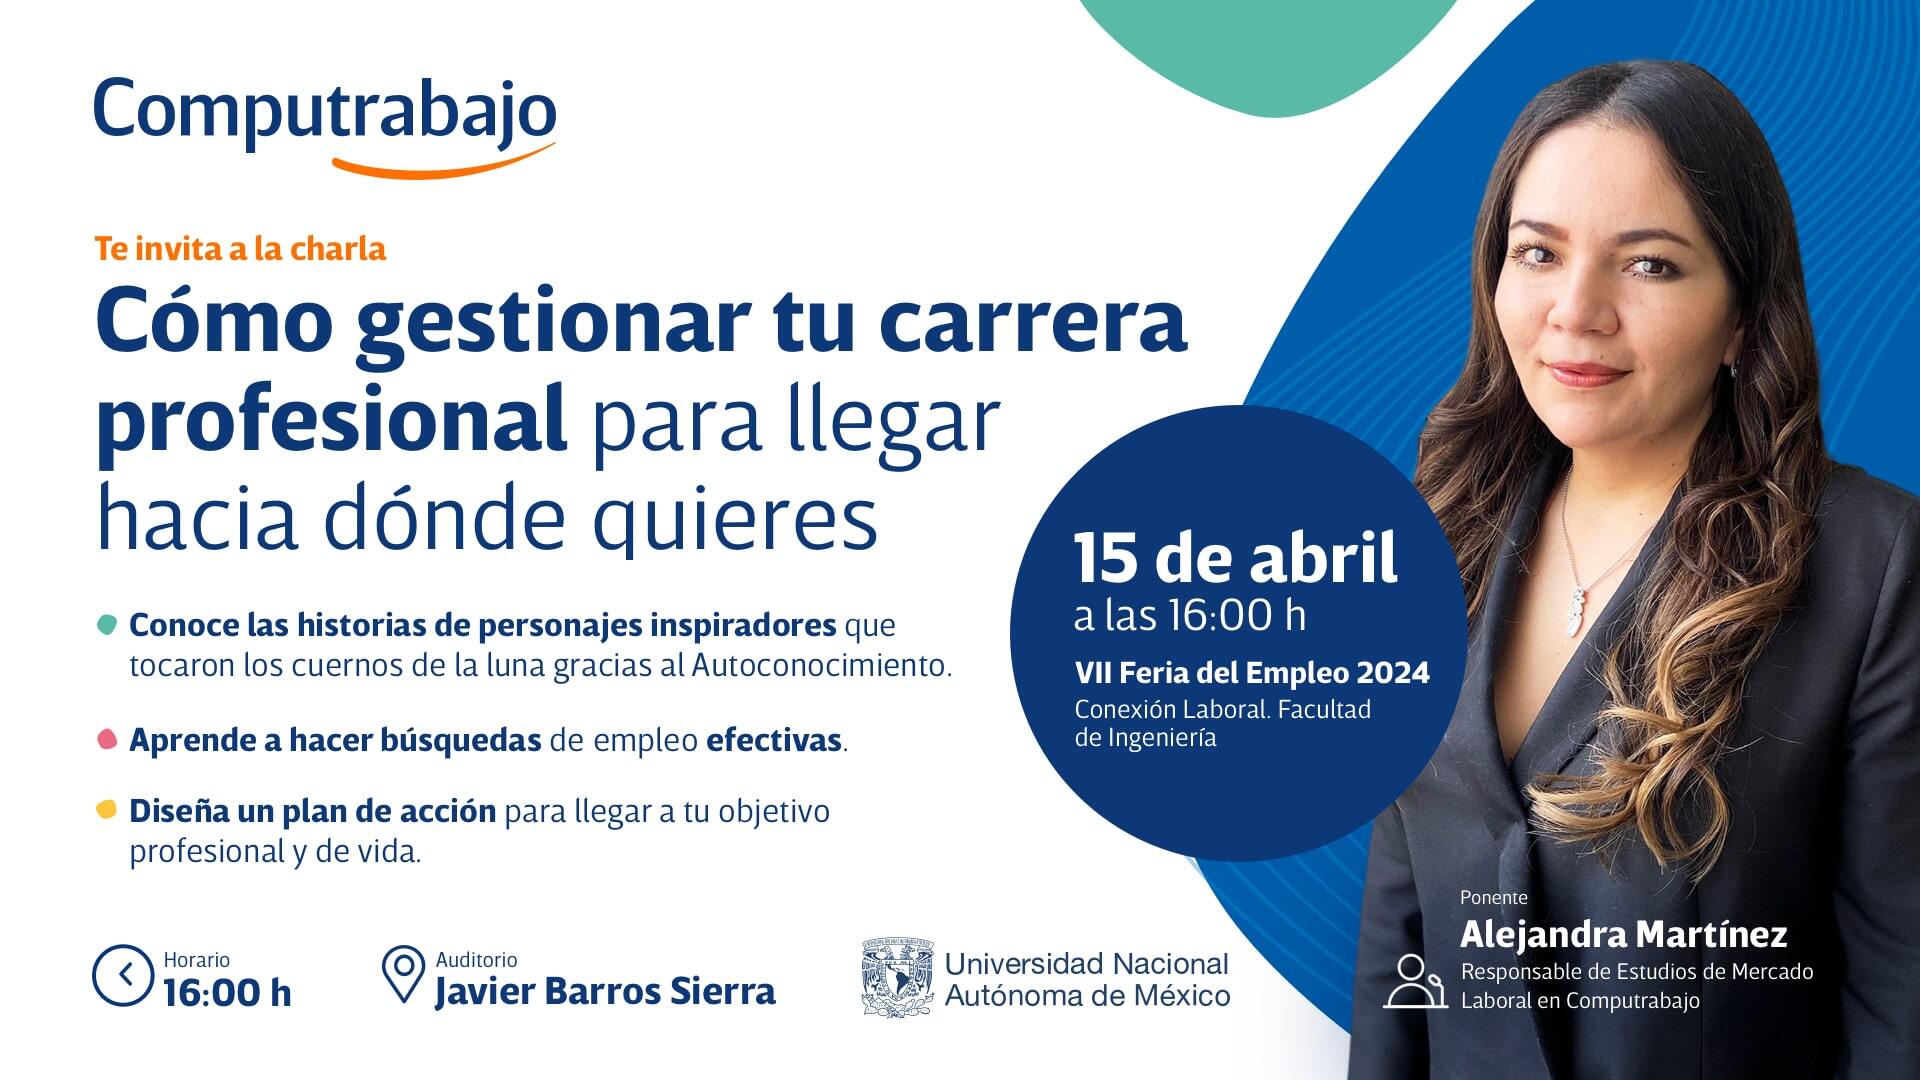 Computrabajo
Te invita a la charla
Cómo gestionar tu carrera
profesional para llegar
hacia dónde quieres
Conoce las historias de personajes inspiradores que
tocaron los cuernos de la luna gracias al Autoconocimiento.
Aprende a hacer búsquedas de empleo efectivas.
Diseña un plan de acción para llegar a tu objetivo
profesional y de vida.
15 de abril
a las 16:00 h
VII Feria del Empleo 2024
Conexión Laboral. Facultad
de Ingeniería
Horario
16:00 h
Auditorio
Javier Barros Sierra
Universidad Nacional
Autónoma de México
Ponente
Alejandra Martínez
Responsable de Estudios de Mercado
Laboral en Computrabajo